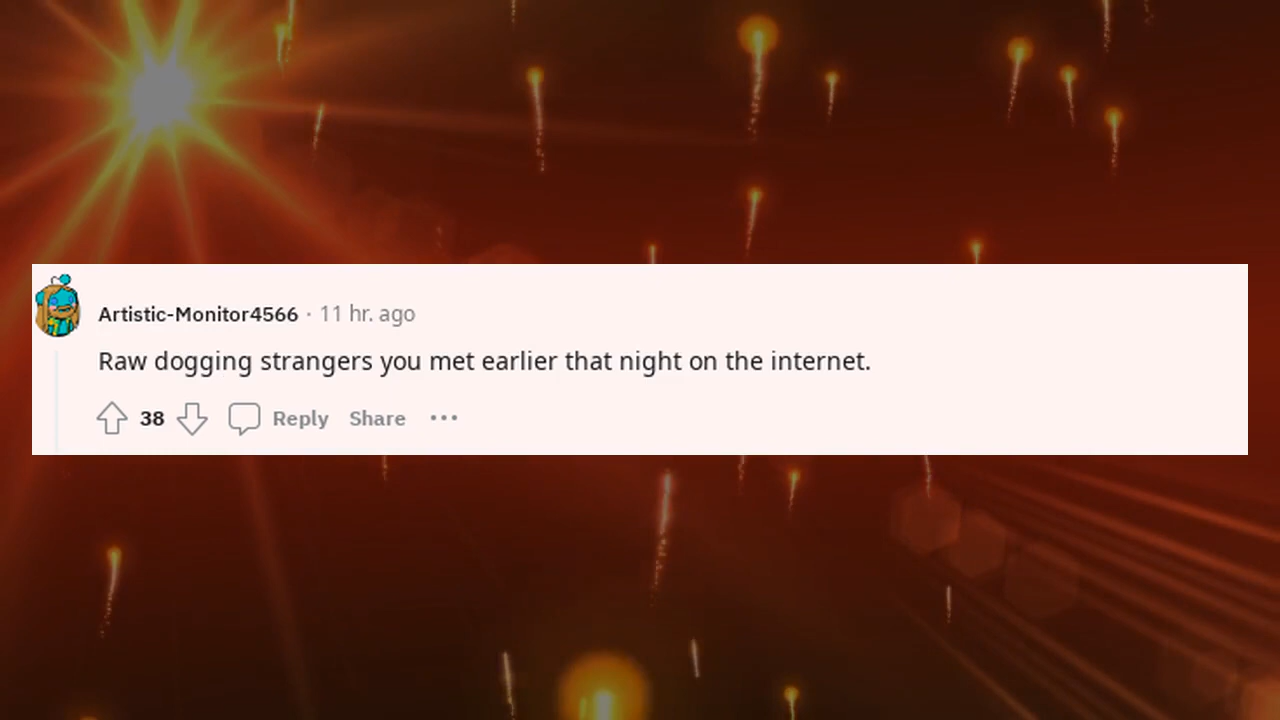 Artistic-Monitor4566 · 11 hr. ago
Raw dogging strangers you met earlier that night on the internet.
38 Reply Share ···